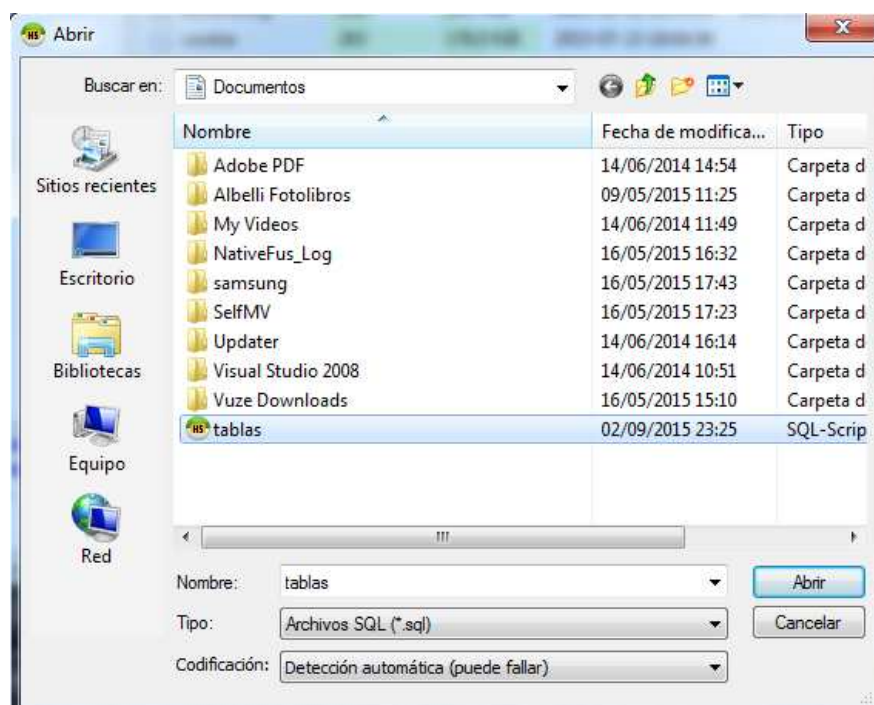 HS Abrir
Buscar en: Documentos
Nombre Fecha de modifica... Tipo
Adobe PDF 14/06/2014 14:54 Carpeta d
Albelli Fotolibros 09/05/2015 11:25 Carpeta d
My Videos 14/06/2014 11:49 Carpeta d
NativeFus_Log 16/05/2015 16:32 Carpeta d
samsung 16/05/2015 17:43 Carpeta d
SelfMV 16/05/2015 17:23 Carpeta d
Updater 14/06/2014 16:14 Carpeta d
Visual Studio 2008 14/06/2014 10:51 Carpeta d
Vuze Downloads 16/05/2015 15:10 Carpeta d
HS tablas 02/09/2015 23:25 SQL-Scrip
Sitios recientes
Escritorio
Bibliotecas
Equipo
Red
Nombre: tablas Abrir
Tipo: Archivos SQL (*.sql) Cancelar
Codificación: Detección automática (puede fallar)